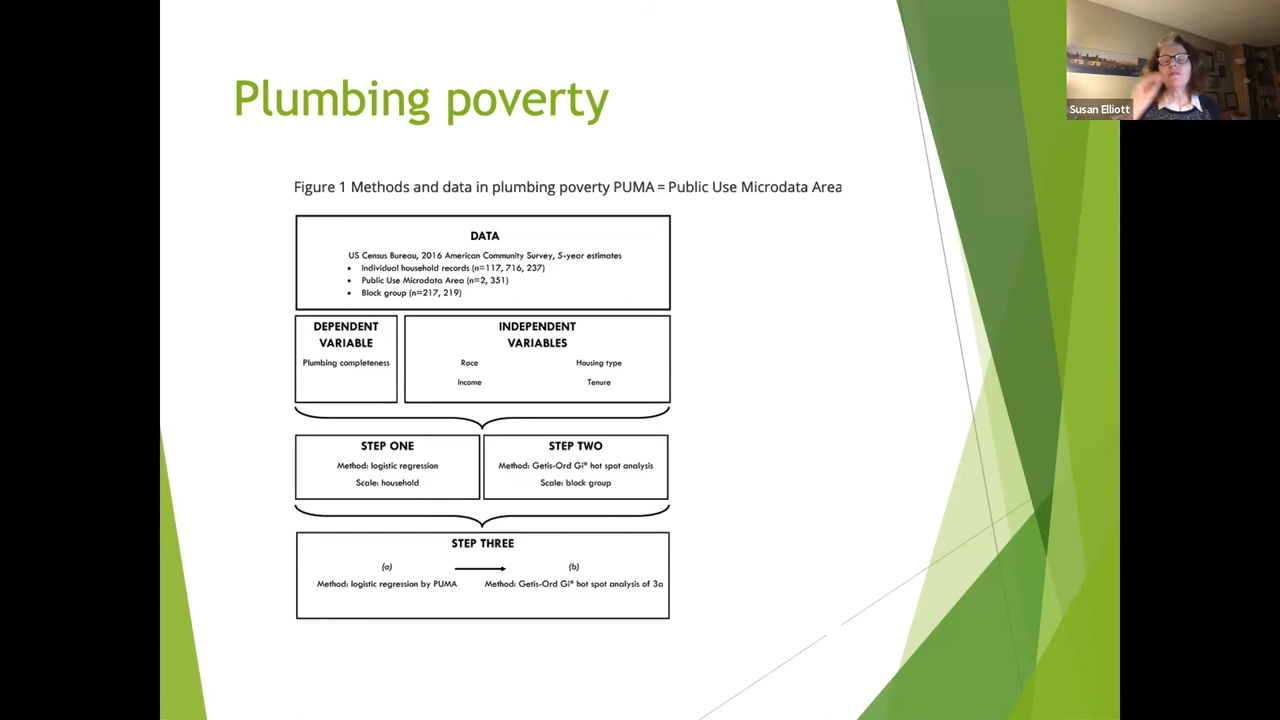 Plumbing poverty
Susan Elliott
Figure 1 Methods and data in plumbing poverty PUMA = Public Use Microdata Area
DATA
US Census Bureau, 2016 American Community Survey, 5-year estimates
• Individual household records (n=117, 716, 237)
• Public Use Microdata Area (n=2, 351)
• Block group (n=217, 219)
DEPENDENT
VARIABLE
Plumbing completeness
INDEPENDENT
VARIABLES
Race Housing type
Income Tenure
STEP ONE
Method: logistic regression
Scale: household
STEP TWO
Method: Getis-Ord Gi* hot spot analysis
Scale: block group
STEP THREE
(a) (b)
Method: logistic regression by PUMA Method: Getis-Ord Gi* hot spot analysis of 3a